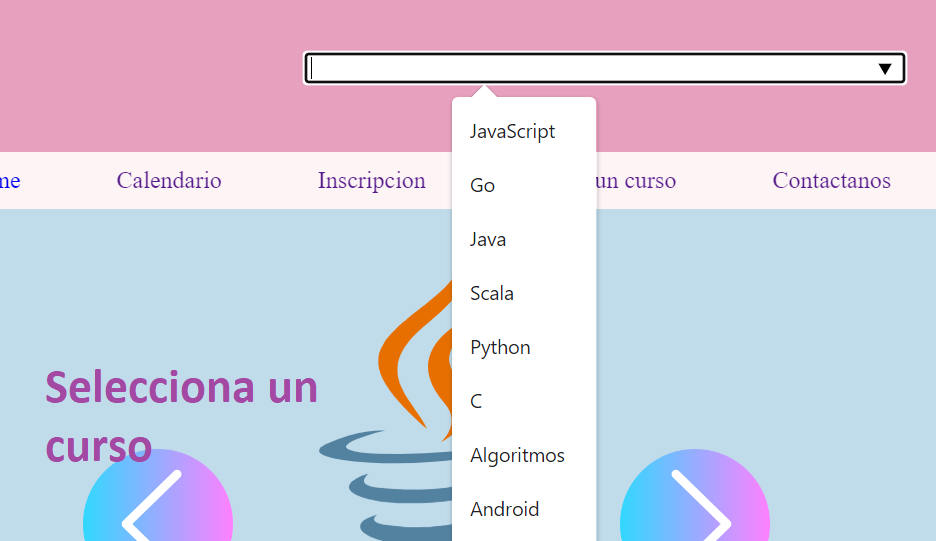 JavaScript
me Calendario Inscripcion un curso Contactanos
Go
Java
Scala
Python
Selecciona un
curso
C
Algoritmos
Android